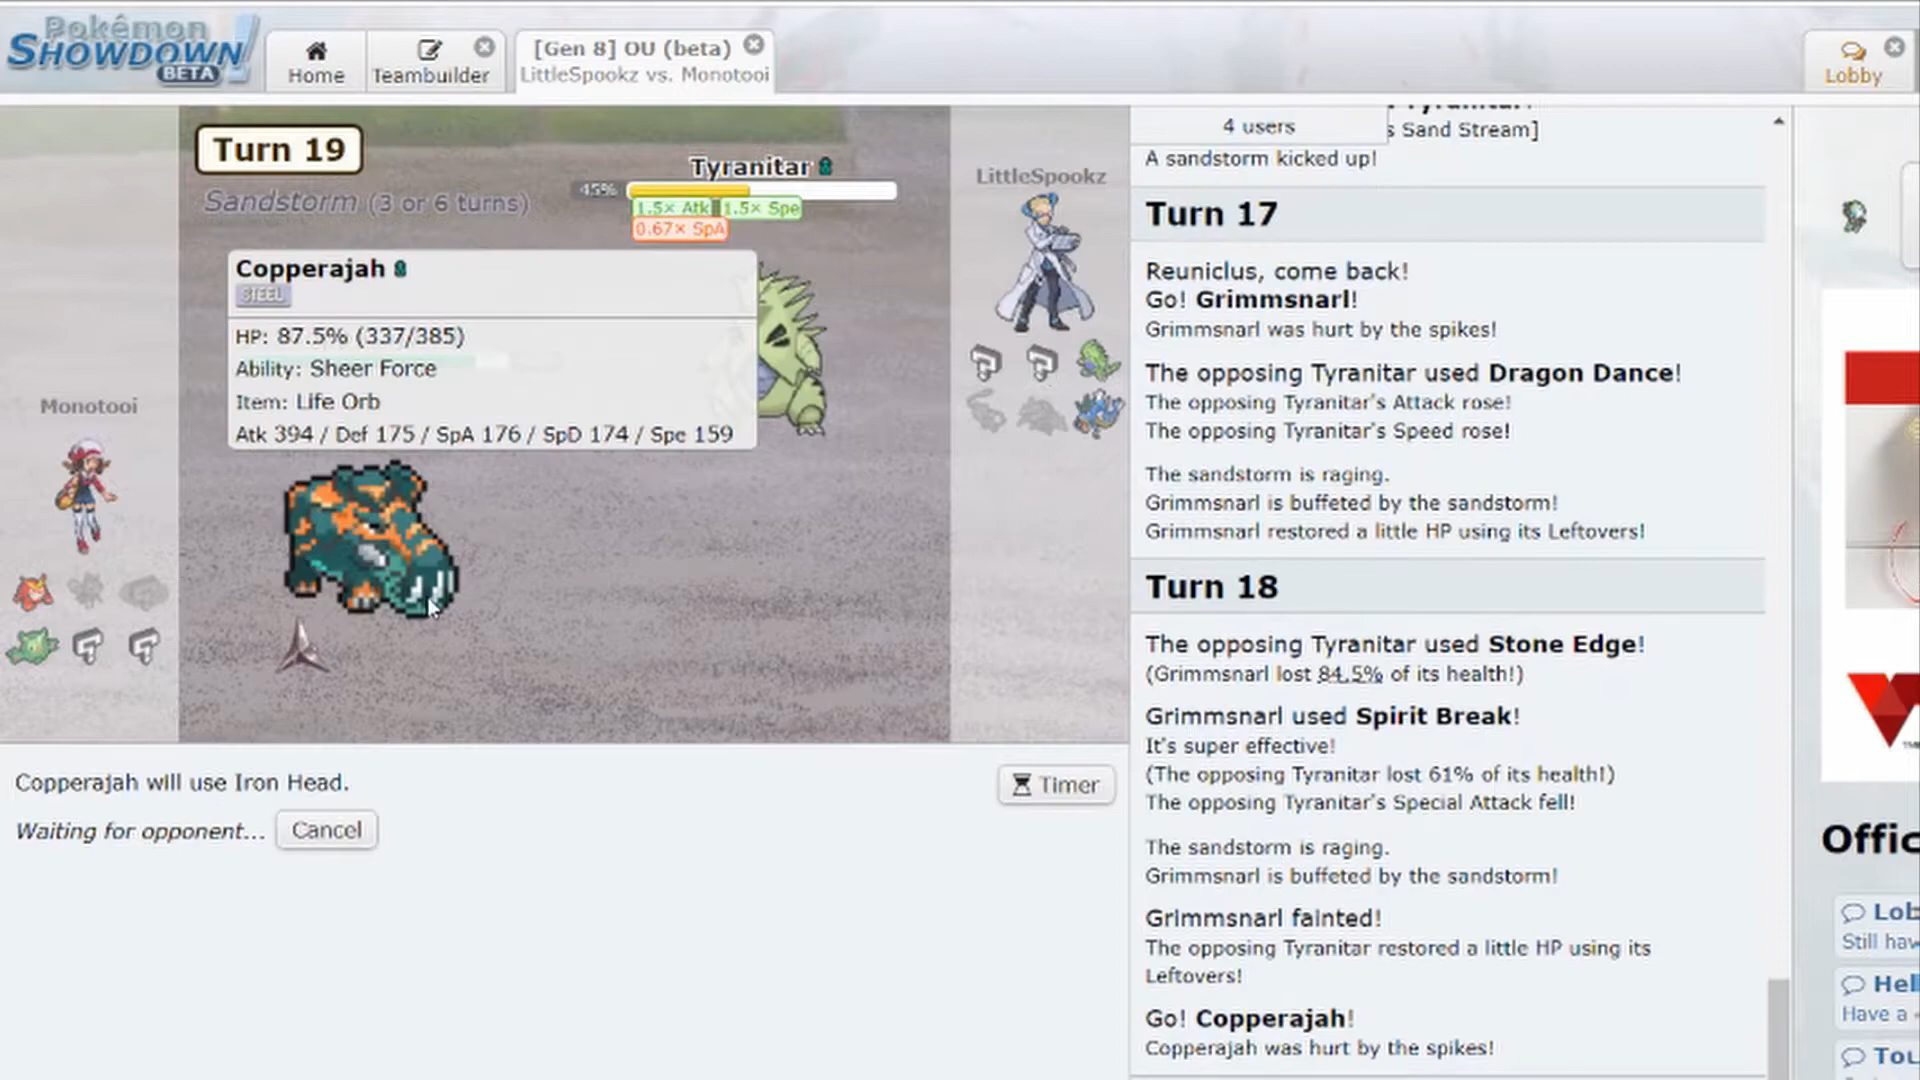 Pokémon
SHOWDOWN!
BETA
Home
Teambuilder
[Gen 8] OU (beta)
LittleSpookz vs. Monotooi
Lobby
Turn 19
Sandstorm (3 or 6 turns)
Tyranitar
45%
1.5× Atk 1.5× Spe
0.67× SpA
Copperajah
STEEL
HP: 87.5% (337/385)
Ability: Sheer Force
Item: Life Orb
Atk 394 / Def 175 / SpA 176 / SpD 174 / Spe 159
Monotooi
LittleSpookz
Copperajah will use Iron Head.
Waiting for opponent... Cancel
Timer
4 users
s Sand Stream]
A sandstorm kicked up!
Turn 17
Reuniclus, come back!
Go! Grimmsnarl!
Grimmsnarl was hurt by the spikes!
The opposing Tyranitar used Dragon Dance!
The opposing Tyranitar's Attack rose!
The opposing Tyranitar's Speed rose!
The sandstorm is raging.
Grimmsnarl is buffeted by the sandstorm!
Grimmsnarl restored a little HP using its Leftovers!
Turn 18
The opposing Tyranitar used Stone Edge!
(Grimmsnarl lost 84.5% of its health!)
Grimmsnarl used Spirit Break!
It's super effective!
(The opposing Tyranitar lost 61% of its health!)
The opposing Tyranitar's Special Attack fell!
The sandstorm is raging.
Grimmsnarl is buffeted by the sandstorm!
Grimmsnarl fainted!
The opposing Tyranitar restored a little HP using its
Leftovers!
Go! Copperajah!
Copperajah was hurt by the spikes!
Offic
Lob
Still hav
Hel
Have a
Tou